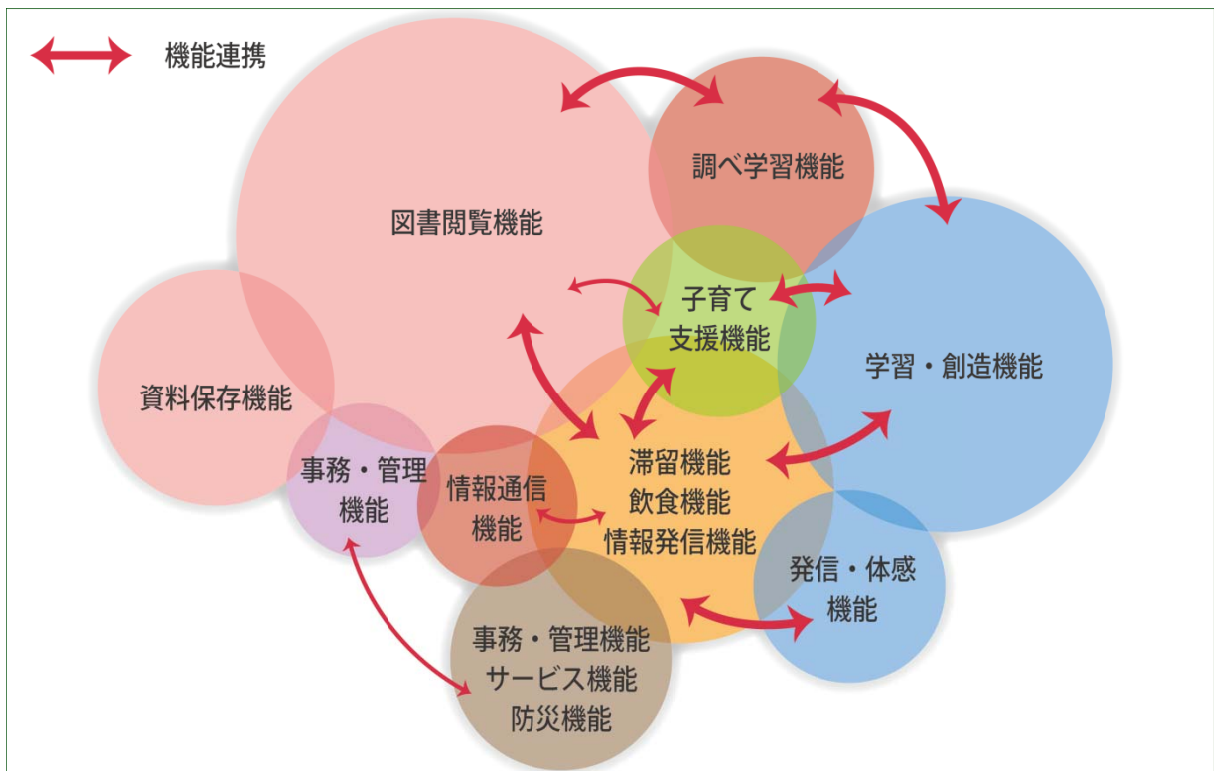 機能連携
調べ学習機能
図書閲覧機能
子育て
支援機能
学習・創造機能
資料保存機能
事務・管理
機能
情報通信
機能
滞留機能
飲食機能
情報発信機能
発信・体感
機能
事務・管理機能
サービス機能
防災機能